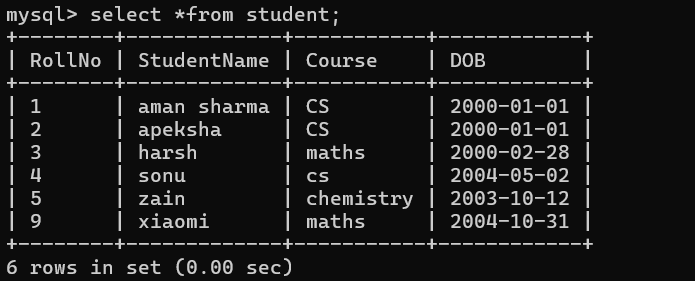 mysql> select *from student;
+--------+-------------+-----------+------------+
| RollNo | StudentName | Course    | DOB        |
+--------+-------------+-----------+------------+
| 1      | aman sharma | CS        | 2000-01-01 |
| 2      | apeksha     | CS        | 2000-01-01 |
| 3      | harsh       | maths     | 2000-02-28 |
| 4      | sonu        | cs        | 2004-05-02 |
| 5      | zain        | chemistry | 2003-10-12 |
| 9      | xiaomi      | maths     | 2004-10-31 |
+--------+-------------+-----------+------------+
6 rows in set (0.00 sec)